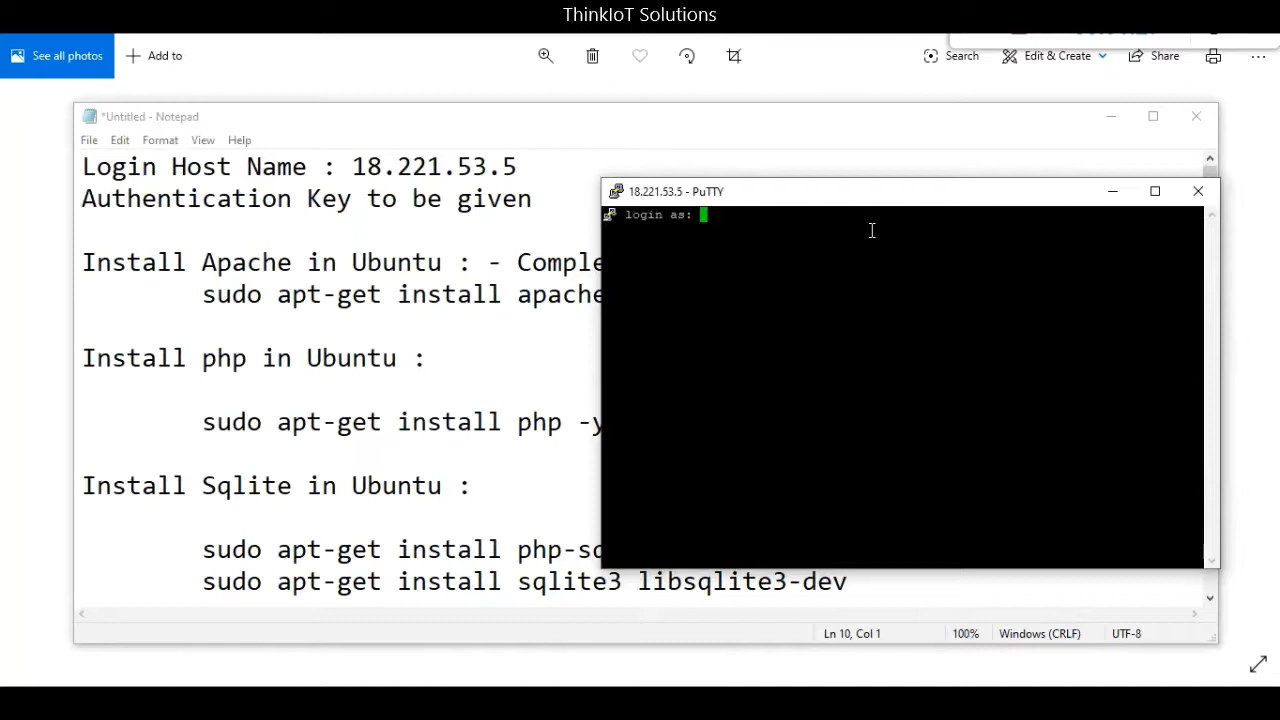 ThinkIoT Solutions
See all photos
Add to
Search
Edit & Create
Share
*Untitled - Notepad
File Edit Format View Help
Login Host Name : 18.221.53.5
Authentication Key to be given
Install Apache in Ubuntu : - Comple
sudo apt-get install apache
Install php in Ubuntu :
sudo apt-get install php -y
Install Sqlite in Ubuntu :
sudo apt-get install php-sq
sudo apt-get install sqlite3 libsqlite3-dev
18.221.53.5 - PuTTY
login as:
Ln 10, Col 1
100%
Windows (CRLF)
UTF-8